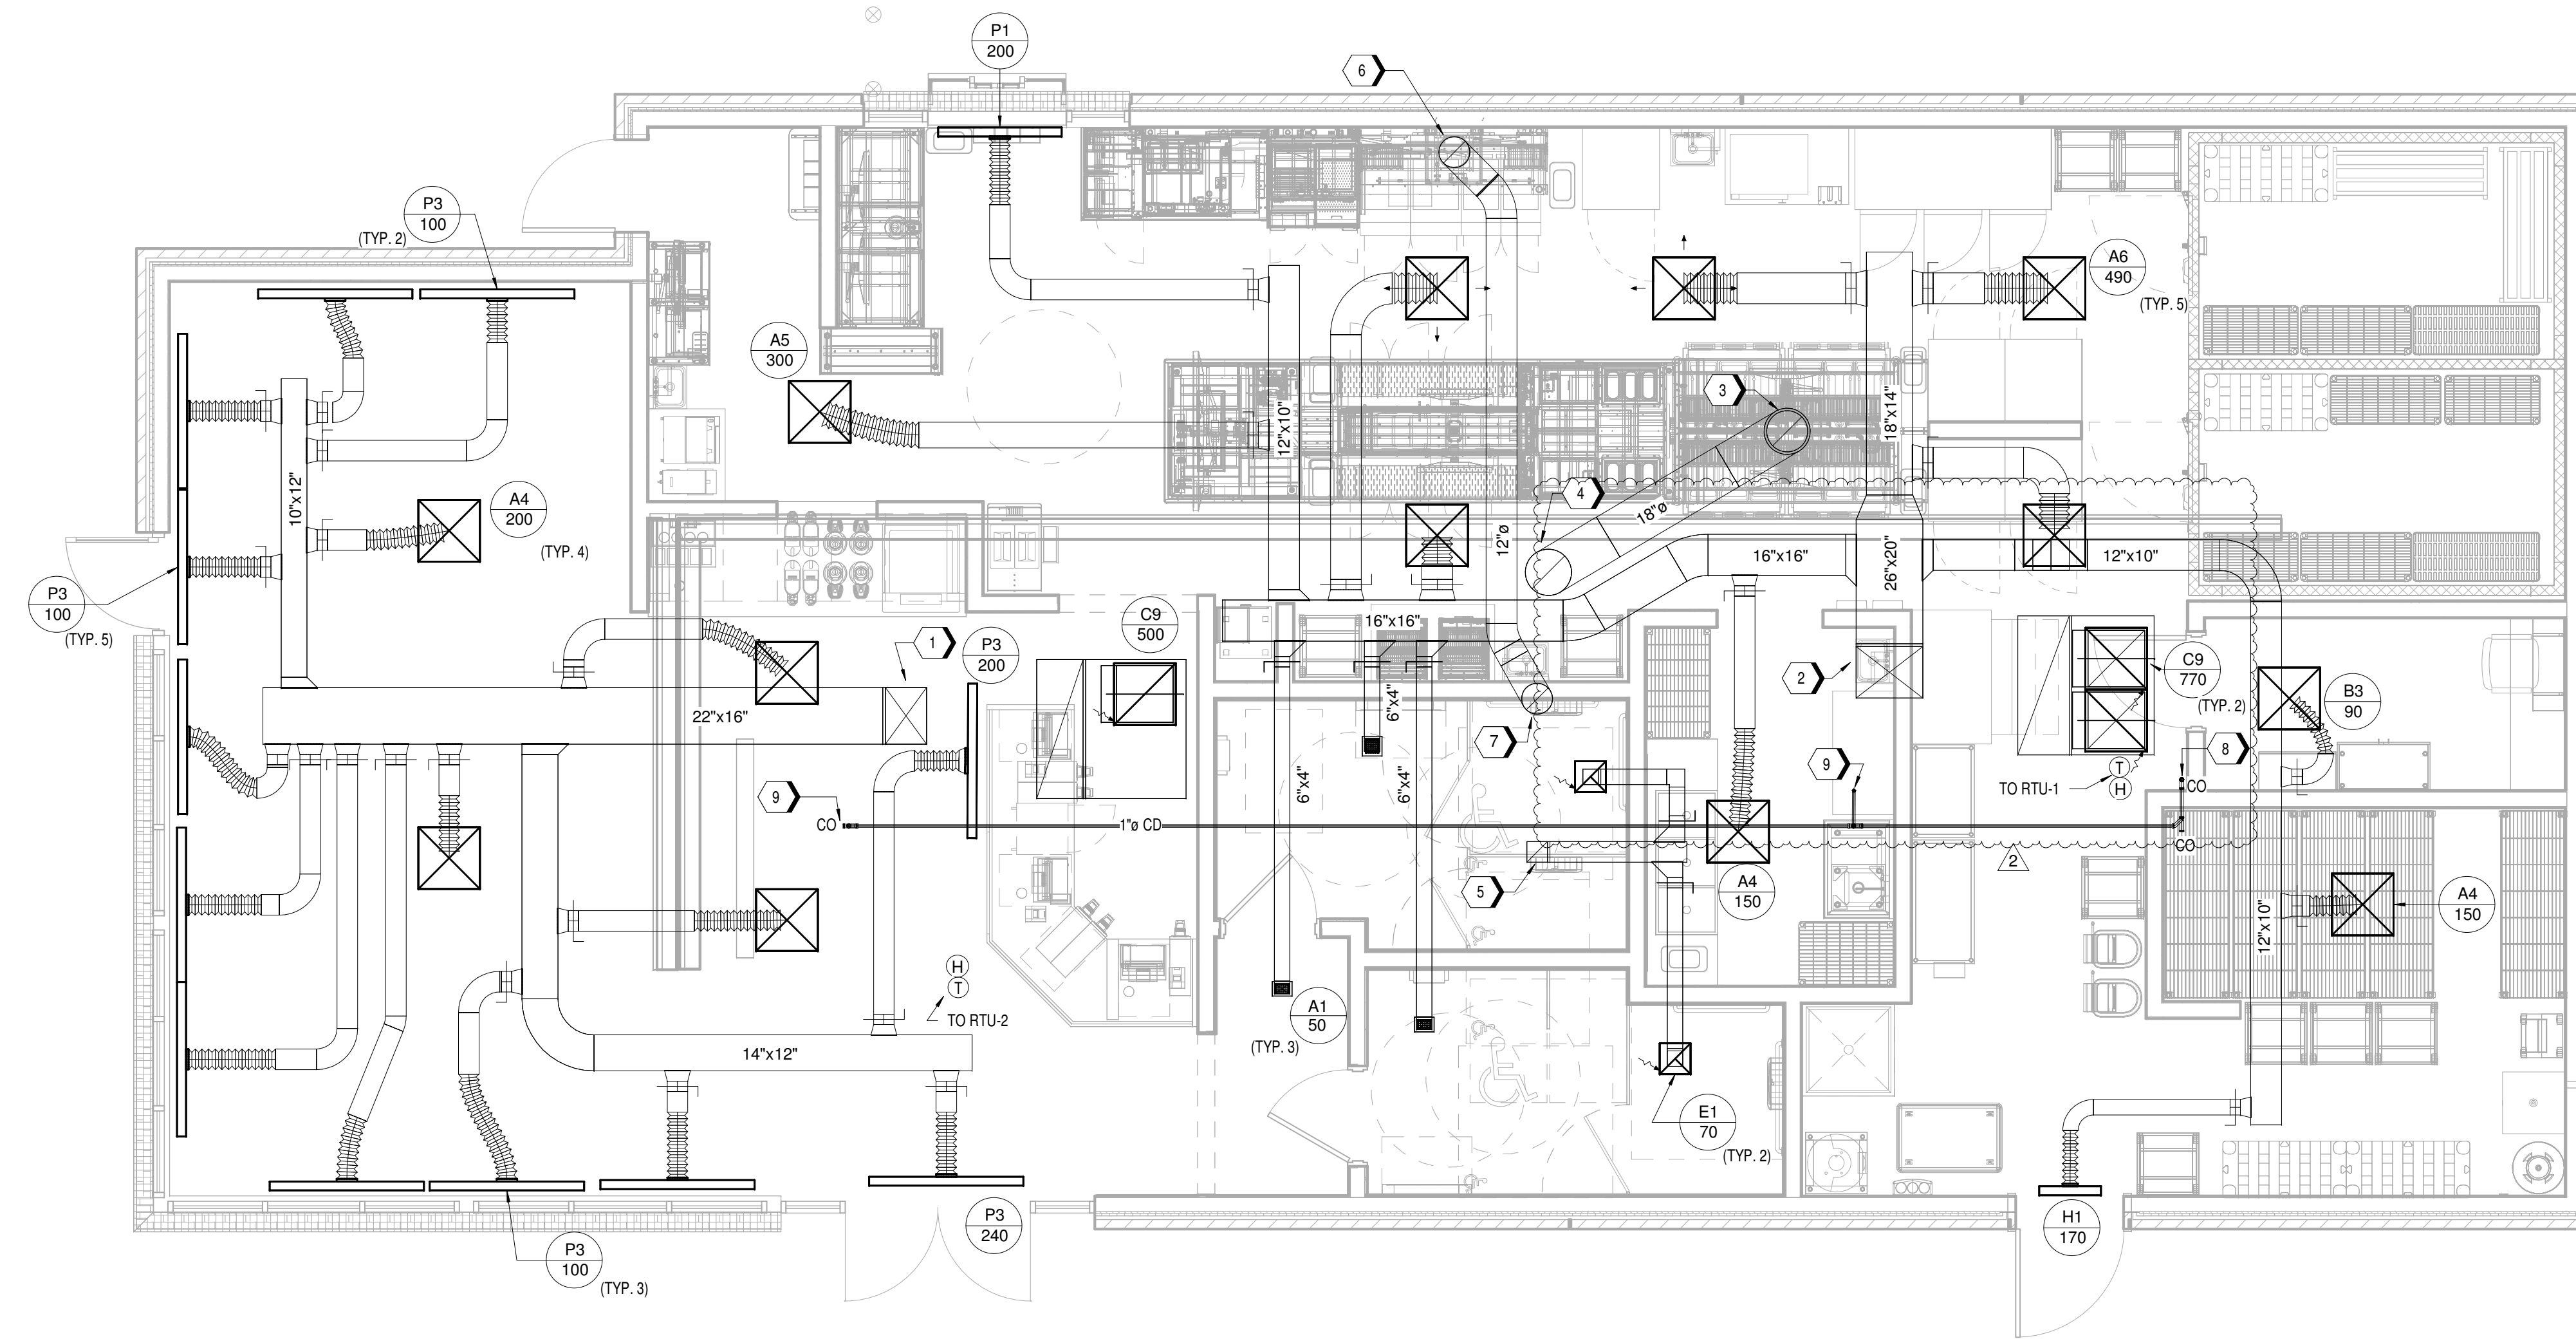 P1
200
6
P3
100
(TYP. 2)
A6
490
(TYP. 5)
A5
300
3
12"x10"
18"x14"
10"x12"
A4
200
(TYP. 4)
4
18"ø
12"ø
16"x16"
26"x20"
12"x10"
P3
100
(TYP. 5)
C9
500
16"x16"
1
P3
200
2
C9
770
(TYP. 2)
B3
90
22"x16"
6"x4"
7
8
9
9
T
H
TO RTU-1
CO
6"x4"
6"x4"
CO
1"ø CD
CO
2
5
A4
150
A4
150
12"x10"
H
T
TO RTU-2
A1
50
(TYP. 3)
14"x12"
E1
70
(TYP. 2)
P3
240
H1
170
P3
100
(TYP. 3)